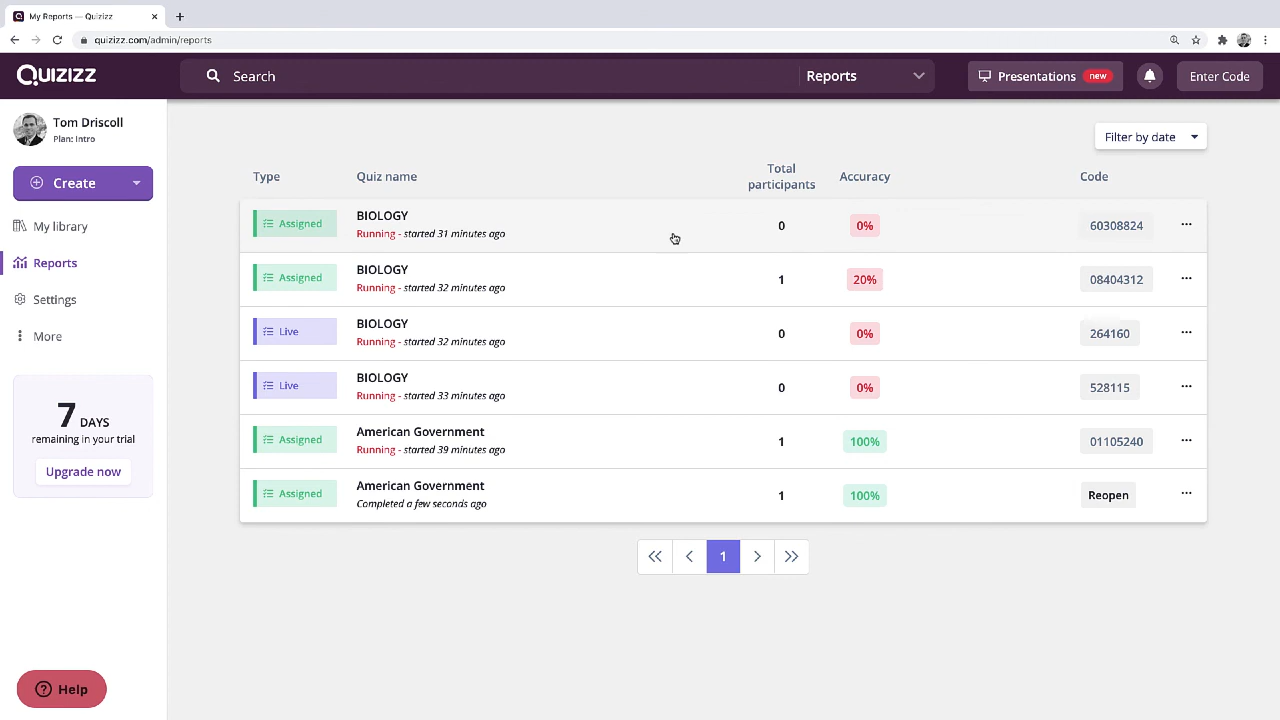 My Reports — Quizizz
quizizz.com/admin/reports
Quizizz
Search
Reports
Presentations new
Enter Code
Tom Driscoll
Plan: Intro
Create
My library
Reports
Settings
More
7 DAYS
remaining in your trial
Upgrade now
Help
Filter by date
Type Quiz name Total participants Accuracy Code
Assigned BIOLOGY 0 0% 60308824
Running - started 31 minutes ago
Assigned BIOLOGY 1 20% 08404312
Running - started 32 minutes ago
Live BIOLOGY 0 0% 264160
Running - started 32 minutes ago
Live BIOLOGY 0 0% 528115
Running - started 33 minutes ago
Assigned American Government 1 100% 01105240
Running - started 39 minutes ago
Assigned American Government 1 100% Reopen
Completed a few seconds ago
1